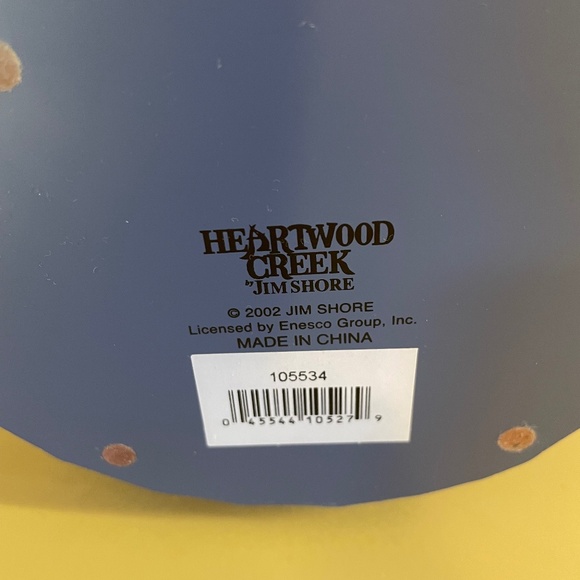 HEARTWOOD
CREEK
by JIM SHORE
© 2002 JIM SHORE
Licensed by Enesco Group, Inc.
MADE IN CHINA
105534
0 45544 10527 9